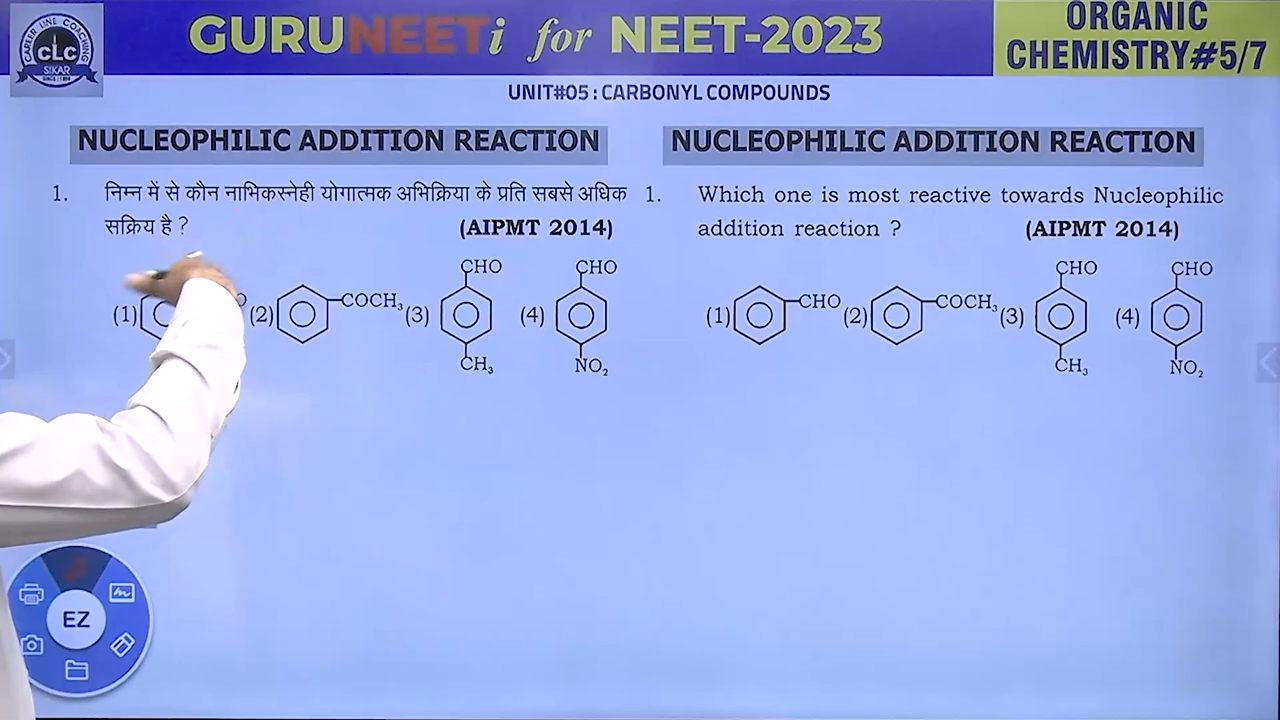 CAREER LINE COACHING
CLC
SIKAR
SINCE : 1996
GURUNEETi for NEET-2023
ORGANIC
CHEMISTRY#5/7
UNIT#05 : CARBONYL COMPOUNDS
NUCLEOPHILIC ADDITION REACTION
1. निम्न में से कौन नाभिकस्नेही योगात्मक अभिक्रिया के प्रति सबसे अधिक
सक्रिय है ? (AIPMT 2014)
CHO CHO
(1) (2) COCH₃ (3) (4)
CH₃ NO₂
NUCLEOPHILIC ADDITION REACTION
1. Which one is most reactive towards Nucleophilic
addition reaction ? (AIPMT 2014)
CHO CHO
(1) CHO (2) COCH₃ (3) (4)
CH₃ NO₂
EZ